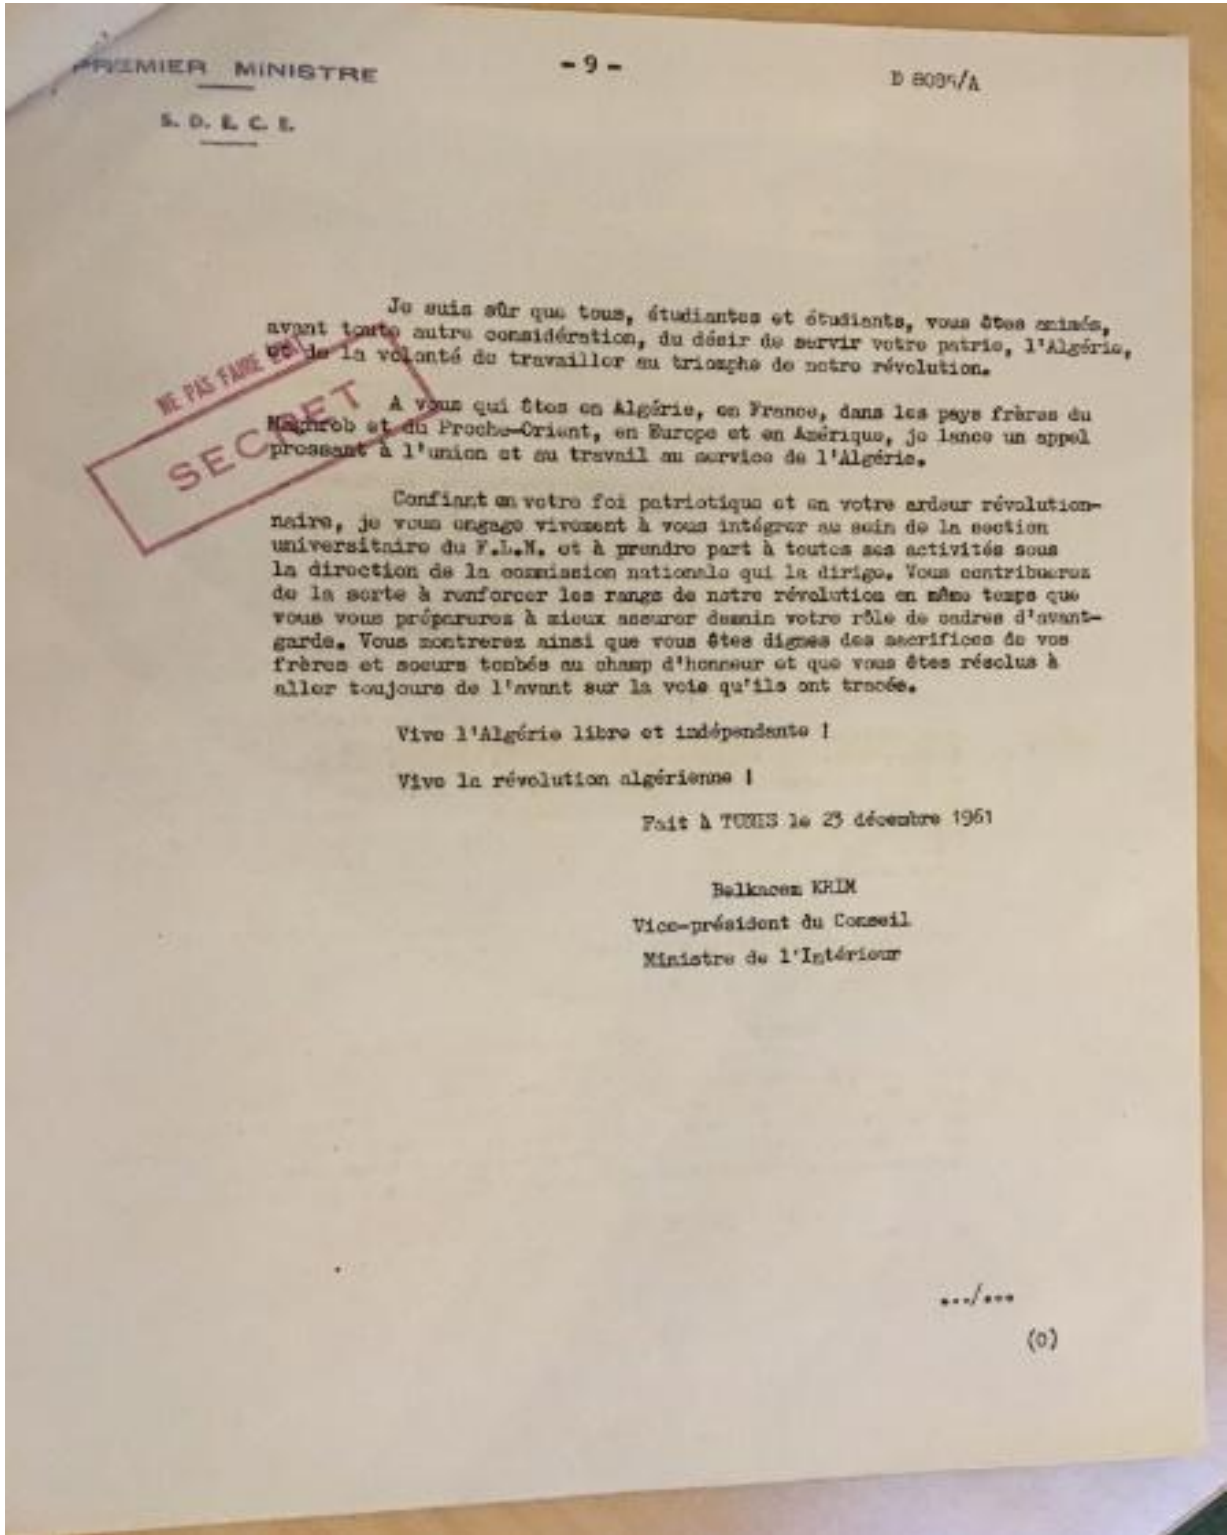 PREMIER MINISTRE
- 9 -
D 8095/A
S. D. E. C. E.
Je suis sûr que tous, étudiantes et étudiants, vous êtes animés,
avant toute autre considération, du désir de servir votre patrie, l'Algérie,
et de la volonté de travailler au triomphe de notre révolution.
NE PAS FAIRE
SECRET
A vous qui êtes en Algérie, en France, dans les pays frères du
Maghreb et du Proche-Orient, en Europe et en Amérique, je lance un appel
pressant à l'union et au travail au service de l'Algérie.
Confiant en votre foi patriotique et en votre ardeur révolution-
naire, je vous engage vivement à vous intégrer au sein de la section
universitaire du F.L.N. et à prendre part à toutes ses activités sous
la direction de la commission nationale qui la dirige. Vous contribuerez
de la sorte à renforcer les rangs de notre révolution en même temps que
vous vous préparerez à mieux assurer demain votre rôle de cadres d'avant-
garde. Vous montrerez ainsi que vous êtes dignes des sacrifices de vos
frères et soeurs tombés au champ d'honneur et que vous êtes résolus à
aller toujours de l'avant sur la voie qu'ils ont tracée.
Vive l'Algérie libre et indépendante !
Vive la révolution algérienne !
Fait à TUNIS le 23 décembre 1961
Belkacem KRIM
Vice-président du Conseil
Ministre de l'Intérieur
.../...
(O)